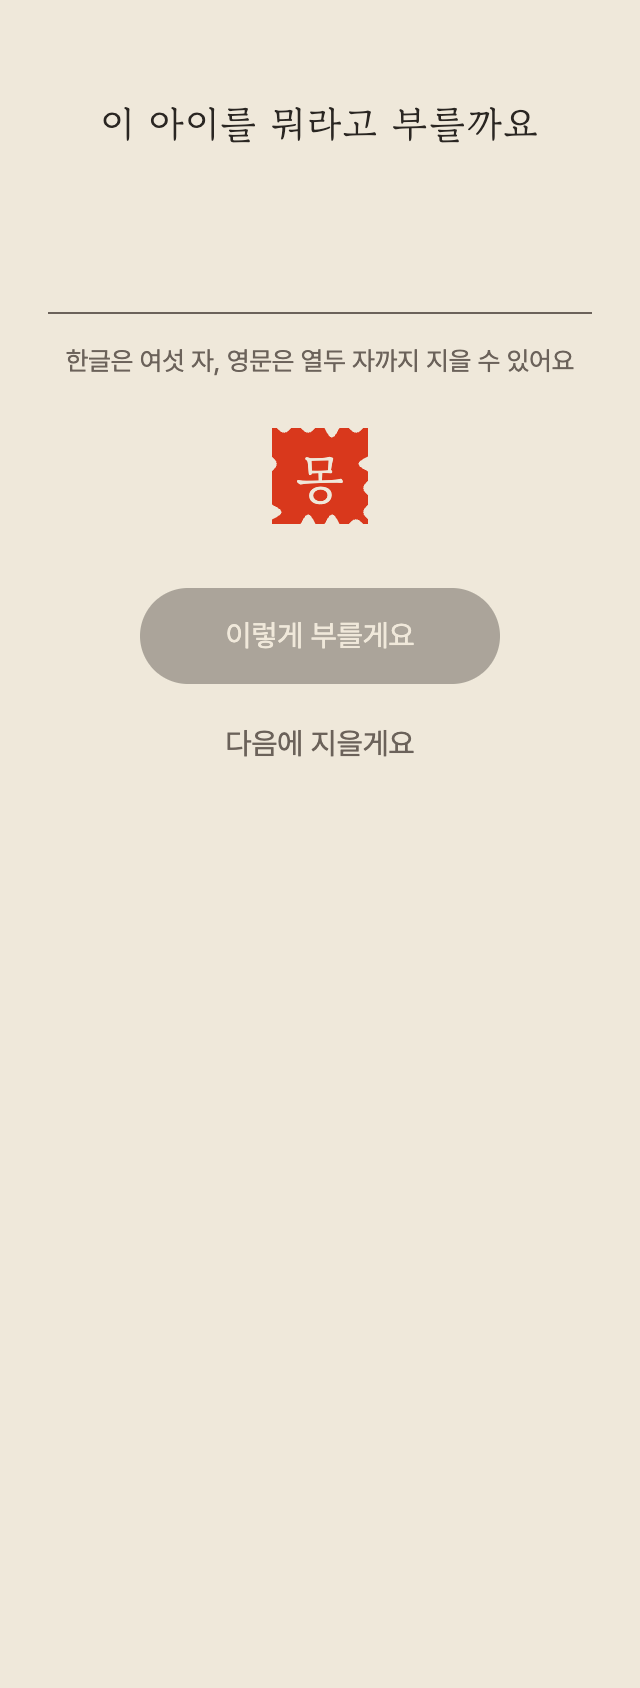 이 아이를 뭐라고 부를까요
한글은 여섯 자, 영문은 열두 자까지 지을 수 있어요
몽
이렇게 부를게요
다음에 지을게요